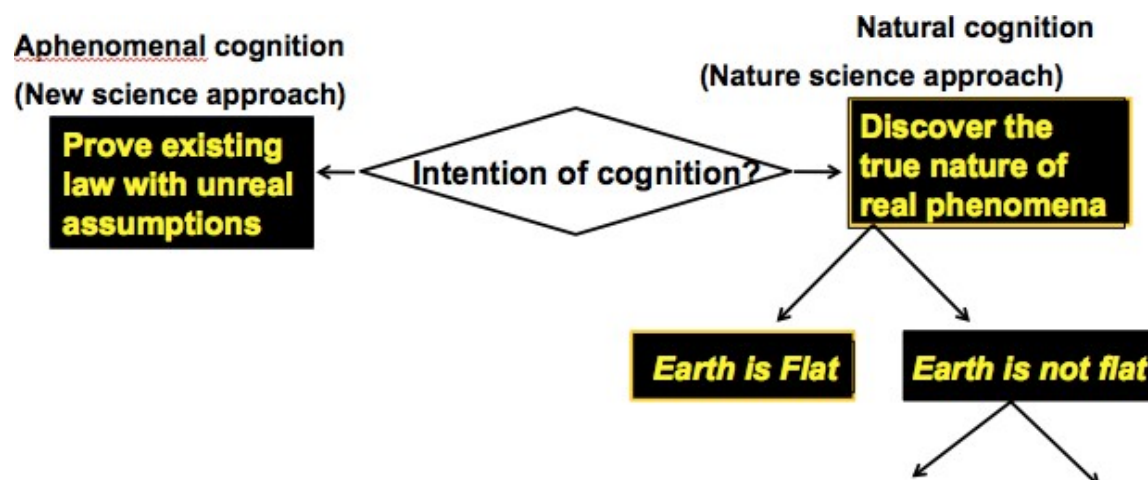 Aphenomenal cognition
(New science approach)
Natural cognition
(Nature science approach)
Prove existing
law with unreal
assumptions
Intention of cognition?
Discover the
true nature of
real phenomena
Earth is Flat
Earth is not flat